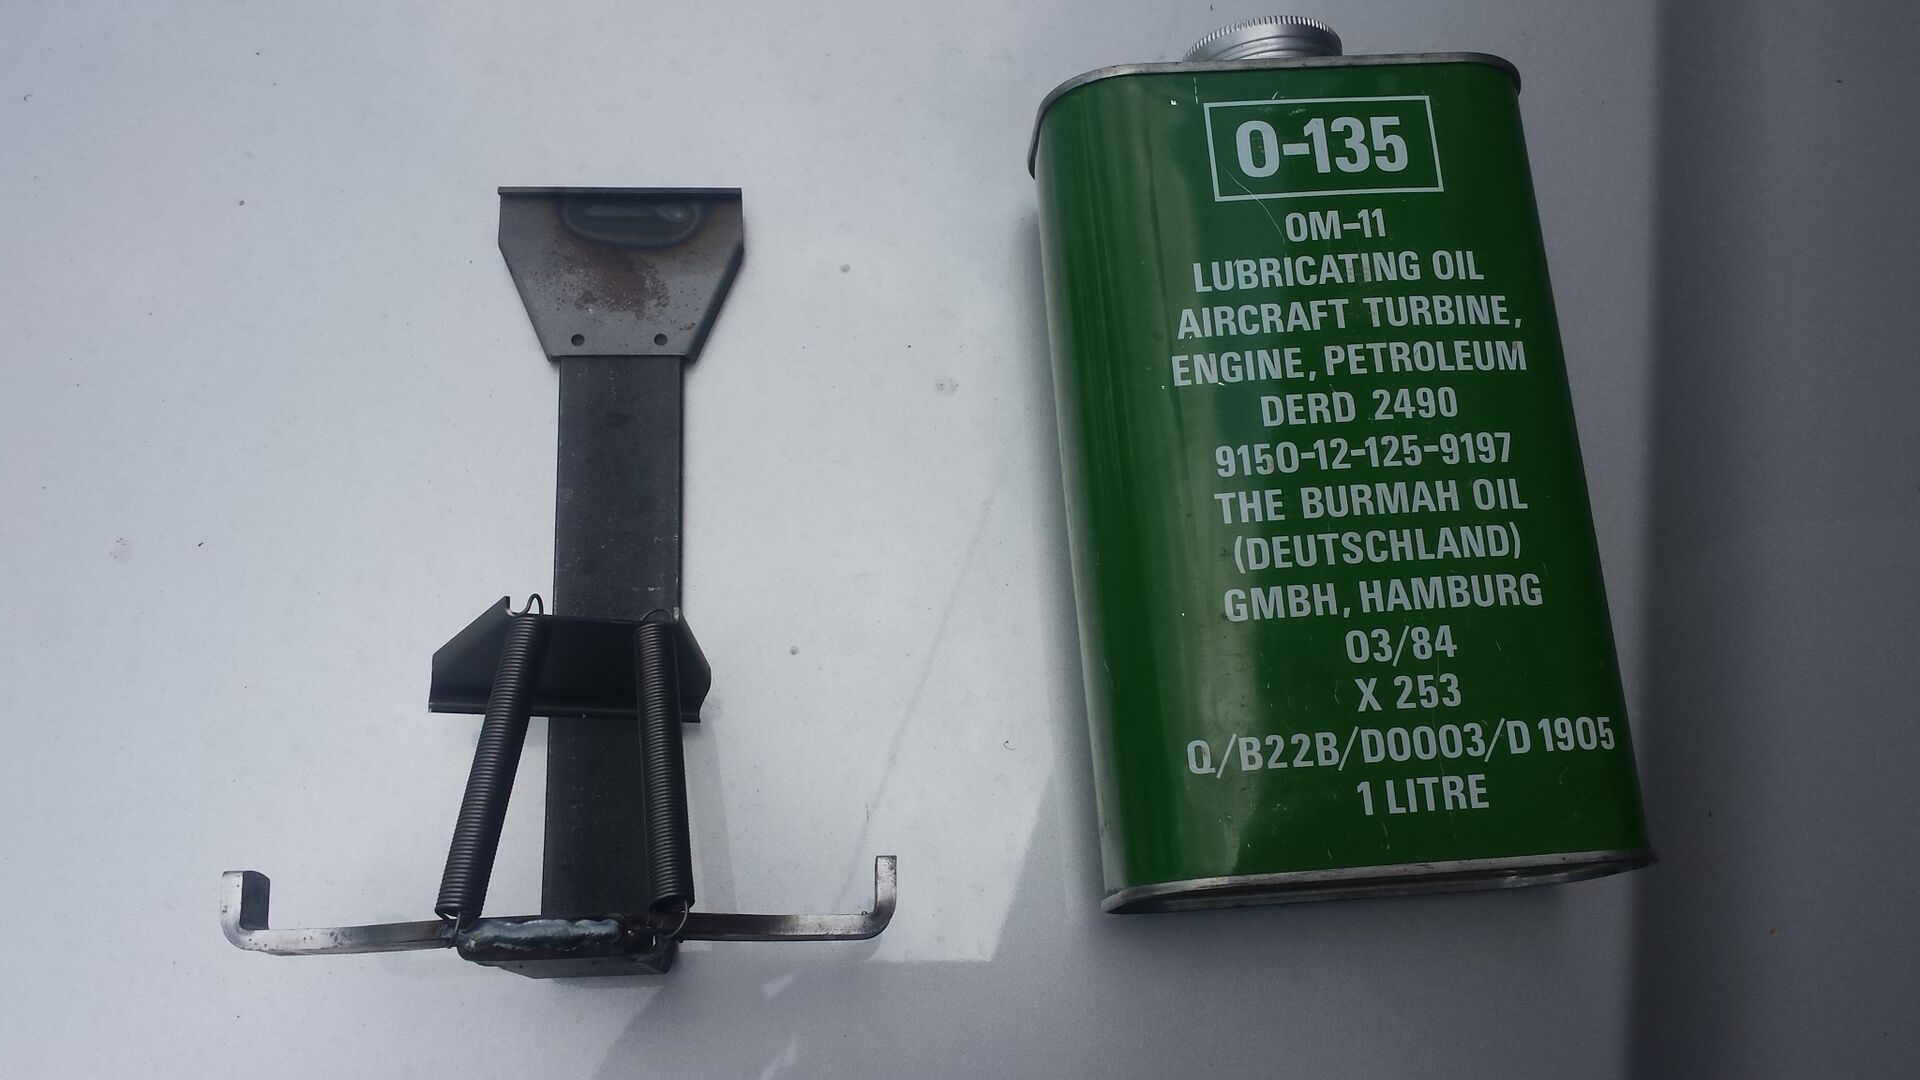 O-135
OM-11
LUBRICATING OIL
AIRCRAFT TURBINE,
ENGINE, PETROLEUM
DERD 2490
9150-12-125-9197
THE BURMAH OIL
(DEUTSCHLAND)
GMBH, HAMBURG
03/84
X 253
Q/B22B/D0003/D1905
1 LITRE